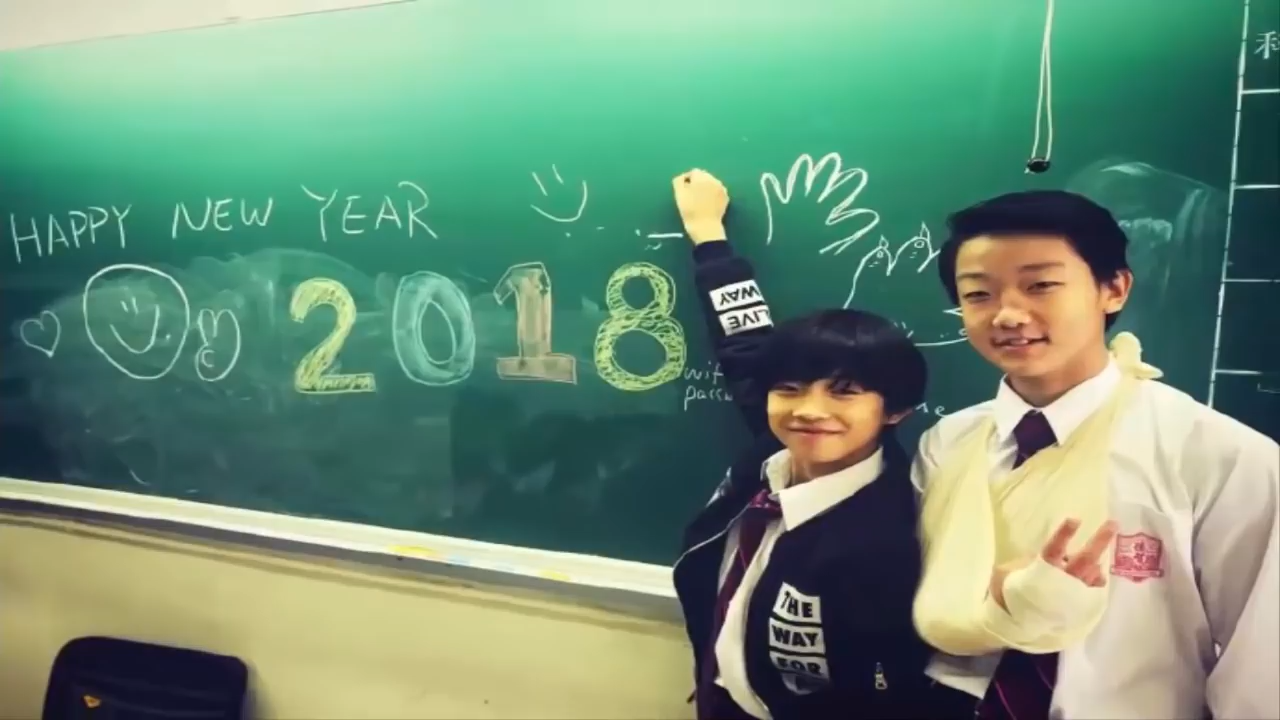 HAPPY NEW YEAR
2018
WAY
LIVE
THE
WAY
FOR